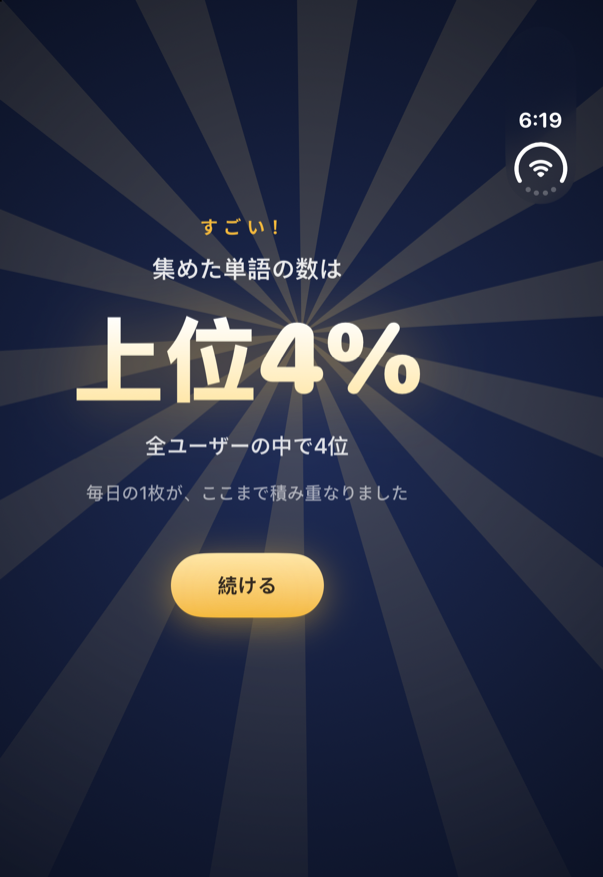 6:19
すごい!
集めた単語の数は
上位4%
全ユーザーの中で4位
毎日の1枚が、ここまで積み重なりました
続ける